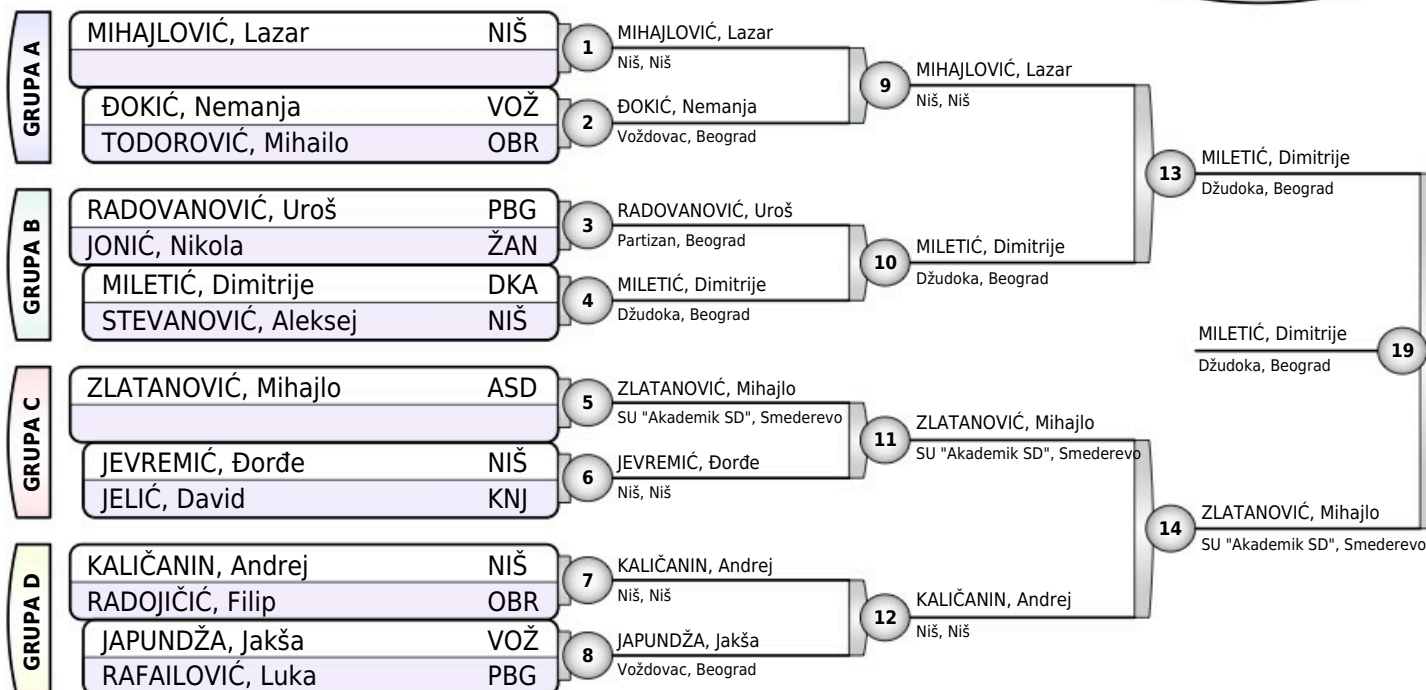 GRUPA A
MIHAJLOVIĆ, Lazar NIŠ
ĐOKIĆ, Nemanja VOŽ
TODOROVIĆ, Mihailo OBR
1
MIHAJLOVIĆ, Lazar
Niš, Niš
2
ĐOKIĆ, Nemanja
Voždovac, Beograd
9
MIHAJLOVIĆ, Lazar
Niš, Niš
GRUPA B
RADOVANOVIĆ, Uroš PBG
JONIĆ, Nikola ŽAN
MILETIĆ, Dimitrije DKA
STEVANOVIĆ, Aleksej NIŠ
3
RADOVANOVIĆ, Uroš
Partizan, Beograd
4
MILETIĆ, Dimitrije
Džudoka, Beograd
10
MILETIĆ, Dimitrije
Džudoka, Beograd
13
MILETIĆ, Dimitrije
Džudoka, Beograd
GRUPA C
ZLATANOVIĆ, Mihajlo ASD
JEVREMIĆ, Đorđe NIŠ
JELIĆ, David KNJ
5
ZLATANOVIĆ, Mihajlo
SU "Akademik SD", Smederevo
6
JEVREMIĆ, Đorđe
Niš, Niš
11
ZLATANOVIĆ, Mihajlo
SU "Akademik SD", Smederevo
GRUPA D
KALIČANIN, Andrej NIŠ
RADOJIČIĆ, Filip OBR
JAPUNDŽA, Jakša VOŽ
RAFAILOVIĆ, Luka PBG
7
KALIČANIN, Andrej
Niš, Niš
8
JAPUNDŽA, Jakša
Voždovac, Beograd
12
KALIČANIN, Andrej
Niš, Niš
14
ZLATANOVIĆ, Mihajlo
SU "Akademik SD", Smederevo
MILETIĆ, Dimitrije
Džudoka, Beograd
19